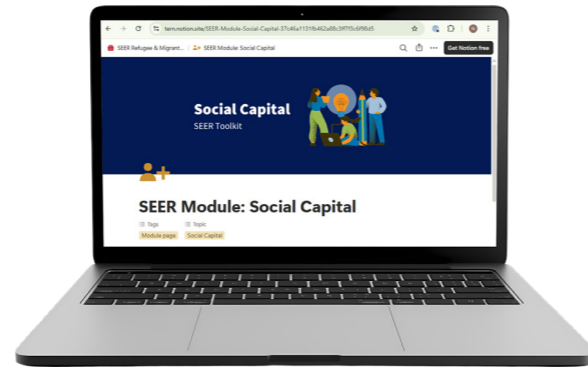 tern.notion.site/SEER-Module-Social-Capital-37c46a1131fb462a88c3ff7f5c6f98d5
SEER Refugee & Migrant... / SEER Module: Social Capital
Get Notion free
Social Capital
SEER Toolkit
SEER Module: Social Capital
Tags Topic
Module page Social Capital